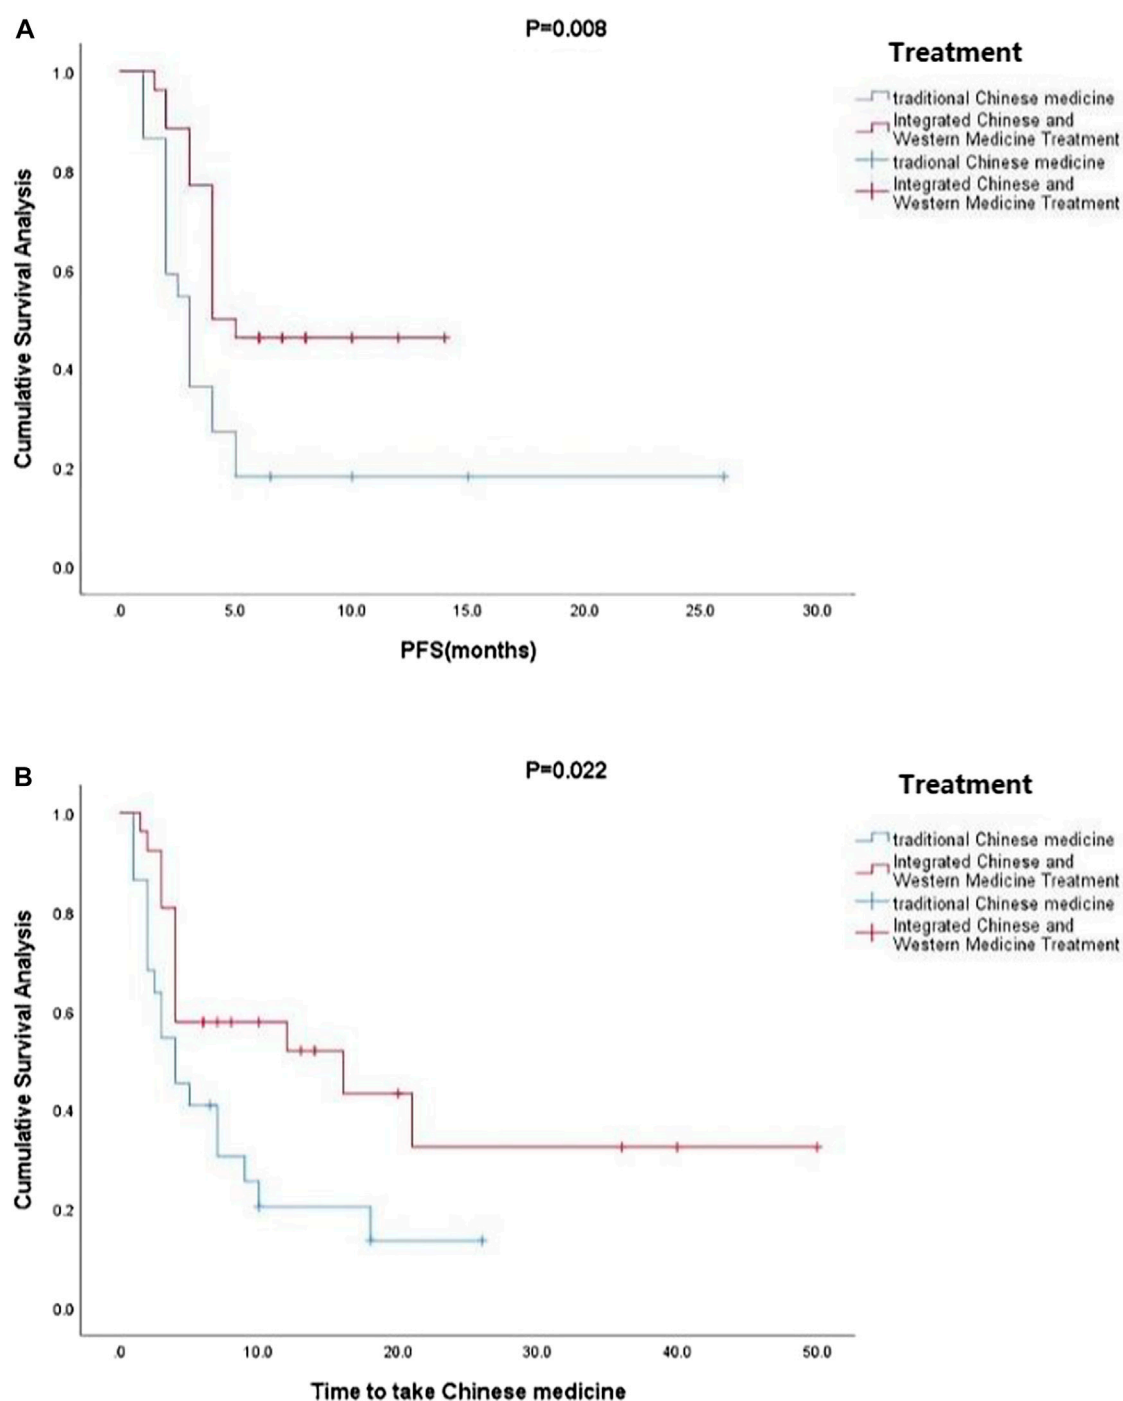 A
P=0.008
Treatment
traditional Chinese medicine
Integrated Chinese and
Western Medicine Treatment
tradional Chinese medicine
Integrated Chinese and
Western Medicine Treatment
Cumulative Survival Analysis
1.0
0.8
0.6
0.4
0.2
0.0
.0 5.0 10.0 15.0 20.0 25.0 30.0
PFS(months)
B
P=0.022
Treatment
traditional Chinese medicine
Integrated Chinese and
Western Medicine Treatment
traditional Chinese medicine
Integrated Chinese and
Western Medicine Treatment
Cumulative Survival Analysis
1.0
0.8
0.6
0.4
0.2
0.0
.0 10.0 20.0 30.0 40.0 50.0
Time to take Chinese medicine